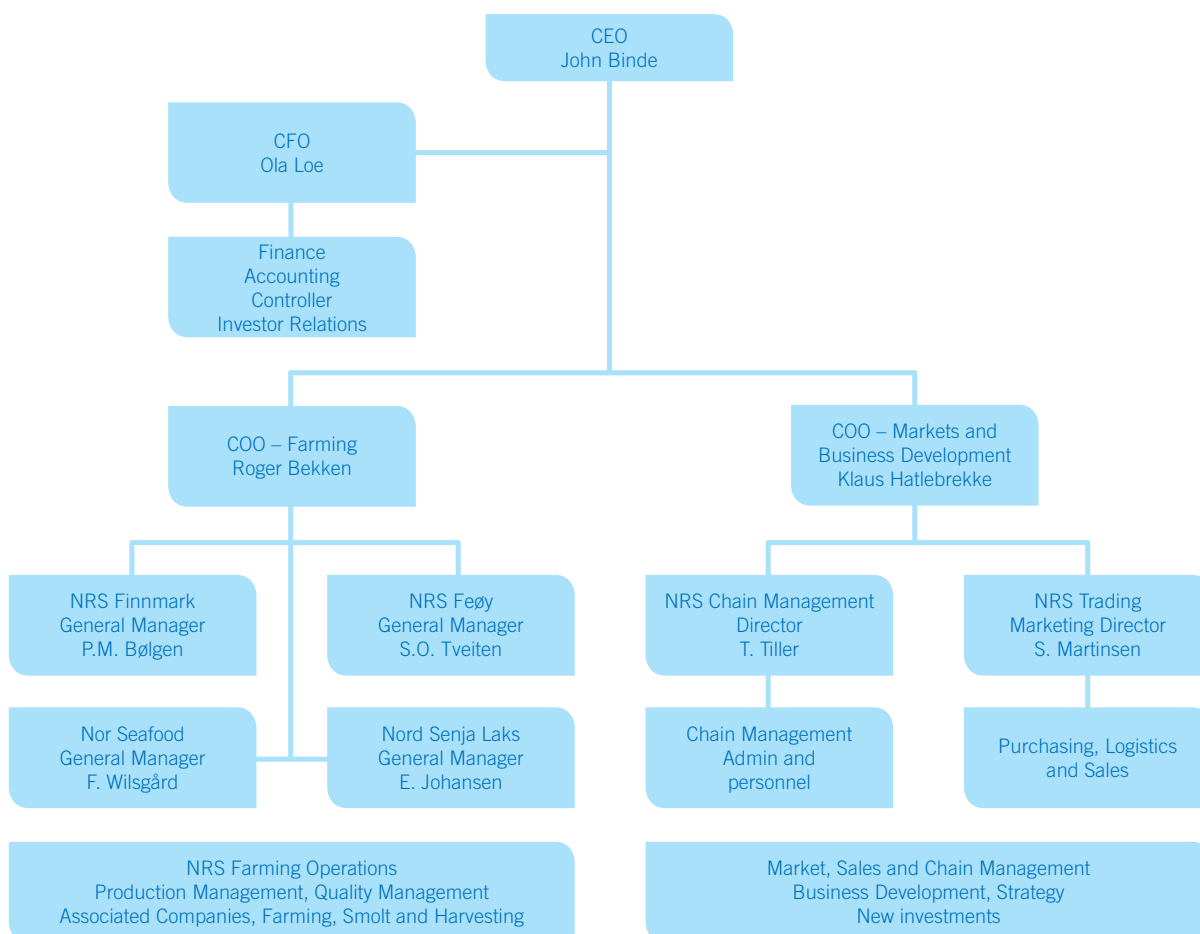 CEO
John Binde
CFO
Ola Loe
Finance
Accounting
Controller
Investor Relations
COO – Farming
Roger Bekken
COO – Markets and
Business Development
Klaus Hatlebrekke
NRS Finnmark
General Manager
P.M. Bølgen
NRS Feøy
General Manager
S.O. Tveiten
NRS Chain Management
Director
T. Tiller
NRS Trading
Marketing Director
S. Martinsen
Nor Seafood
General Manager
F. Wilsgård
Nord Senja Laks
General Manager
E. Johansen
Chain Management
Admin and
personnel
Purchasing, Logistics
and Sales
NRS Farming Operations
Production Management, Quality Management
Associated Companies, Farming, Smolt and Harvesting
Market, Sales and Chain Management
Business Development, Strategy
New investments